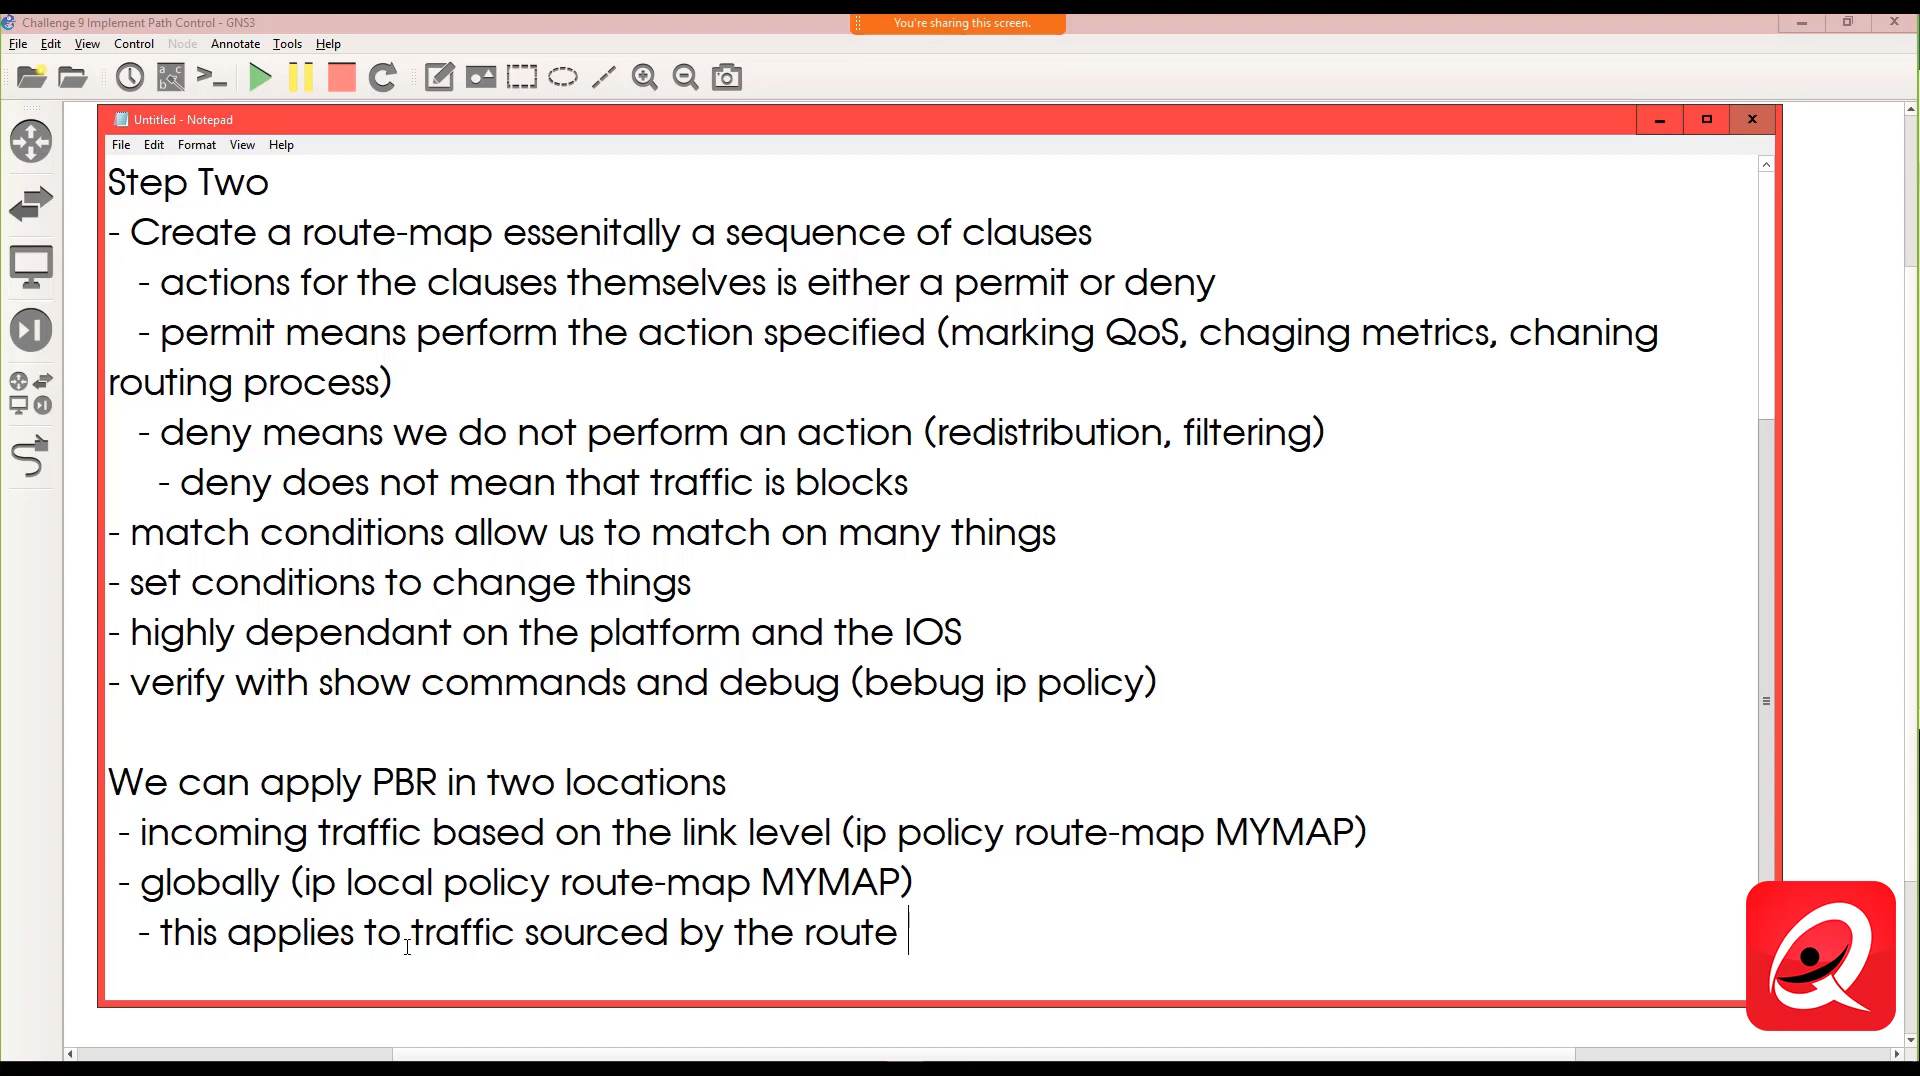 Challenge 9 Implement Path Control - GNS3
You're sharing this screen.
File Edit View Control Node Annotate Tools Help
Untitled - Notepad
File Edit Format View Help
Step Two
- Create a route-map essenitally a sequence of clauses
- actions for the clauses themselves is either a permit or deny
- permit means perform the action specified (marking QoS, chaging metrics, chaning
routing process)
- deny means we do not perform an action (redistribution, filtering)
- deny does not mean that traffic is blocks
- match conditions allow us to match on many things
- set conditions to change things
- highly dependant on the platform and the IOS
- verify with show commands and debug (bebug ip policy)
We can apply PBR in two locations
- incoming traffic based on the link level (ip policy route-map MYMAP)
- globally (ip local policy route-map MYMAP)
- this applies to traffic sourced by the route